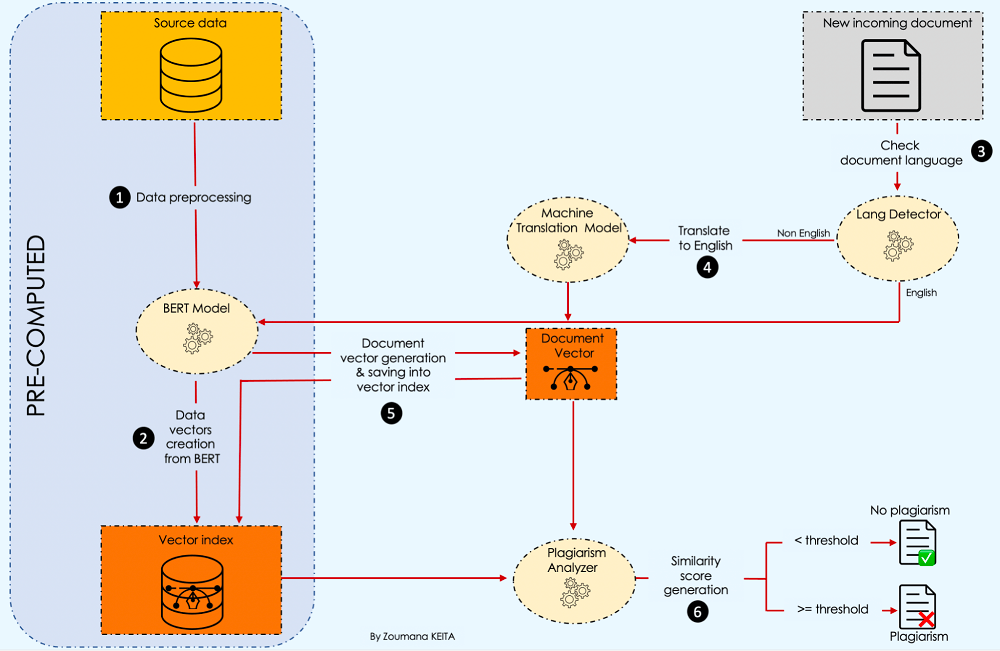 Source data
New incoming document
Check
document language
3
1
Data preprocessing
PRE-COMPUTED
Machine
Translation Model
Translate
to English
4
Non English
Lang Detector
English
BERT Model
Document
vector generation
& saving into
vector index
5
Document
Vector
2
Data
vectors
creation
from BERT
Vector index
Plagiarism
Analyzer
Similarity
score
generation
6
No plagiarism
< threshold
>= threshold
Plagiarism
By Zoumana KEITA